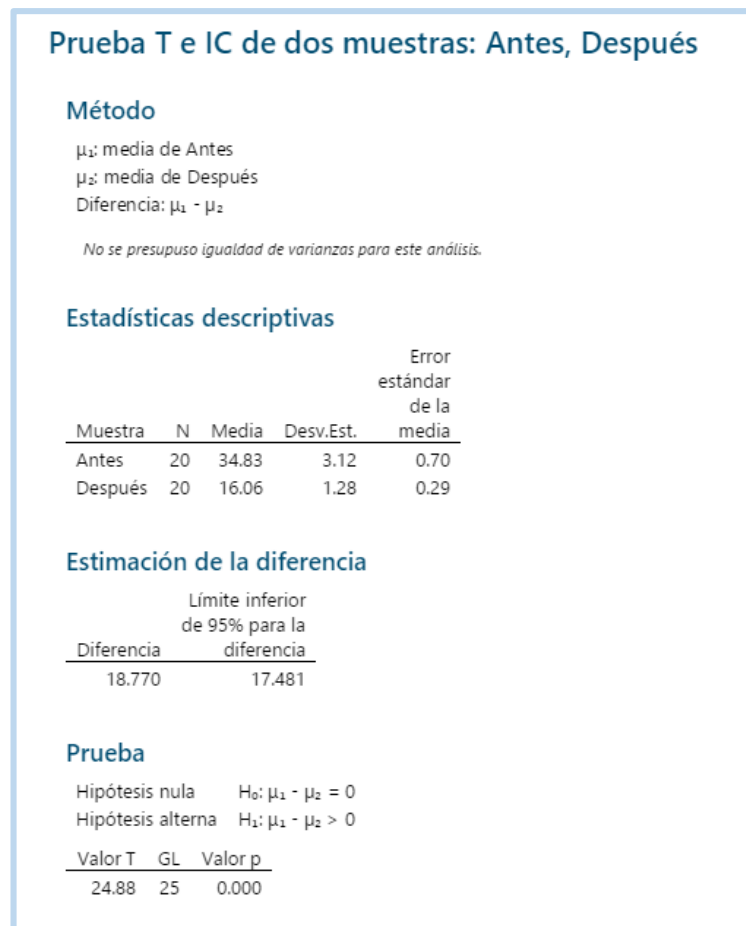 Prueba T e IC de dos muestras: Antes, Después
Método
μ₁: media de Antes
μ₂: media de Después
Diferencia: μ₁ - μ₂
No se presupuso igualdad de varianzas para este análisis.
Estadísticas descriptivas
Error
estándar
de la
Muestra N Media Desv.Est. media
Antes 20 34.83 3.12 0.70
Después 20 16.06 1.28 0.29
Estimación de la diferencia
Límite inferior
de 95% para la
Diferencia diferencia
18.770 17.481
Prueba
Hipótesis nula H₀: μ₁ - μ₂ = 0
Hipótesis alterna H₁: μ₁ - μ₂ > 0
Valor T GL Valor p
24.88 25 0.000